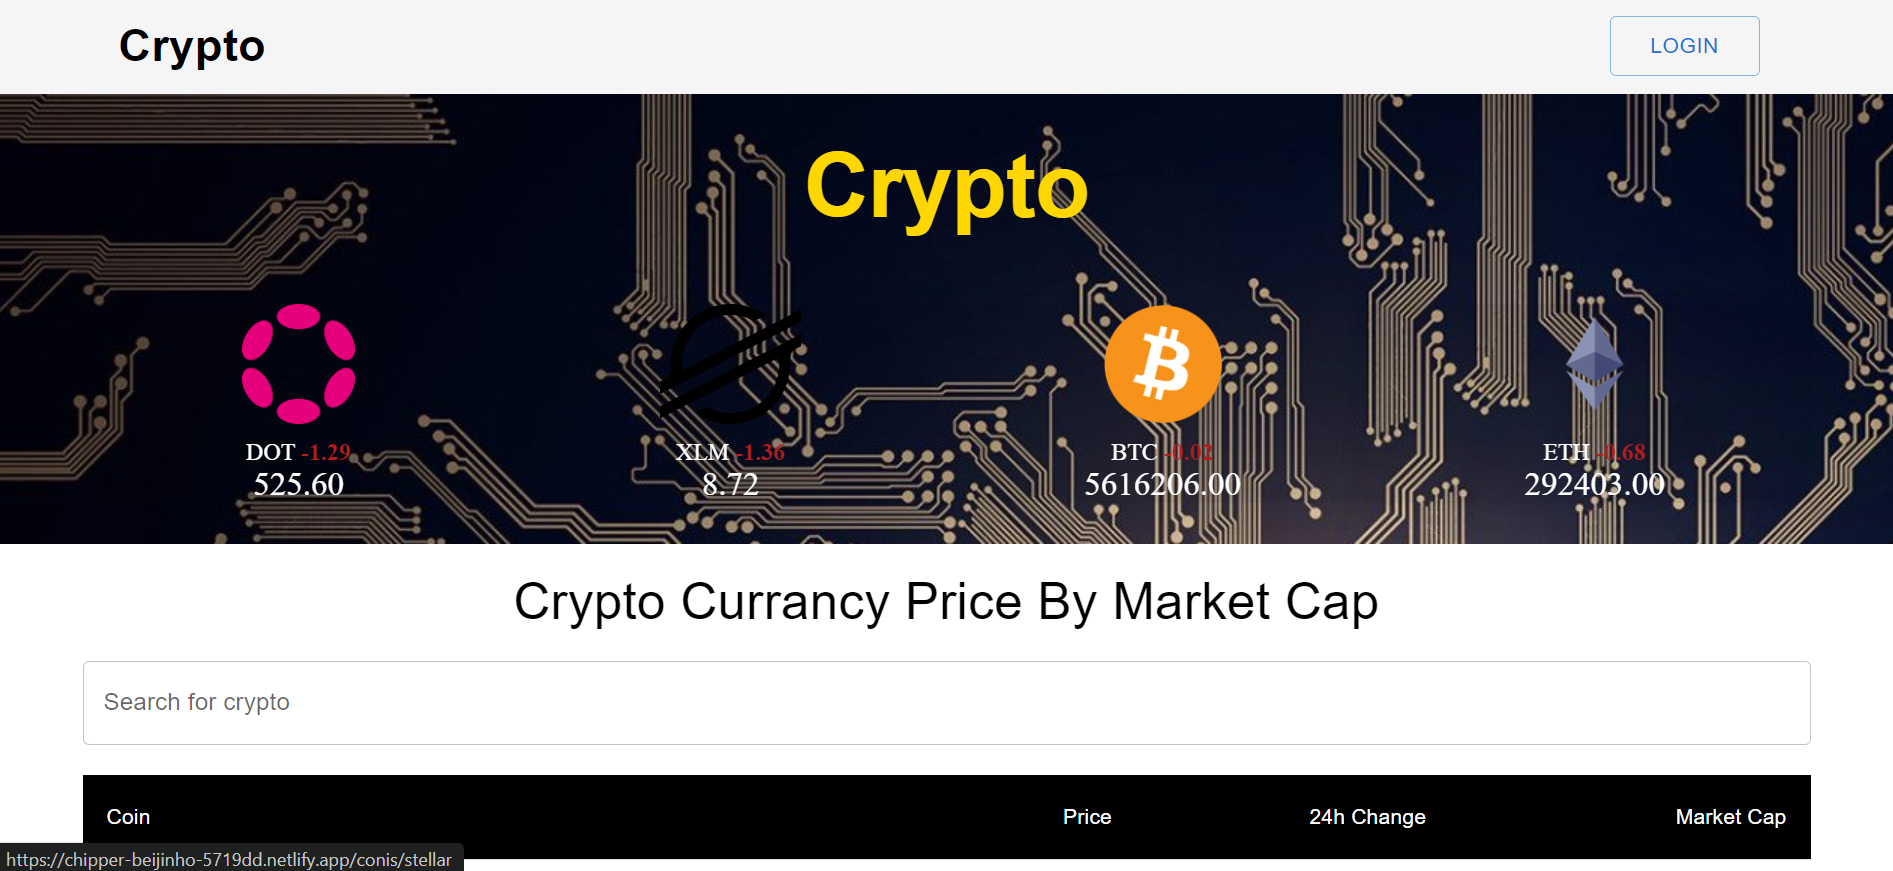 Crypto
LOGIN
Crypto
DOT -1.29
525.60
XLM -1.36
8.72
BTC -0.02
5616206.00
ETH -0.68
292403.00
Crypto Currancy Price By Market Cap
Search for crypto
Coin Price 24h Change Market Cap
https://chipper-beijinho-5719dd.netlify.app/conis/stellar